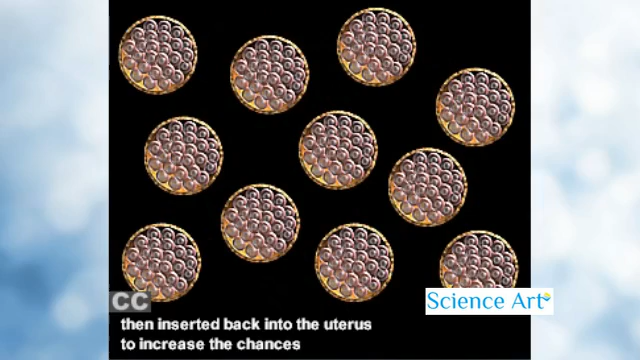 CC
Science Art
then inserted back into the uterus
to increase the chances